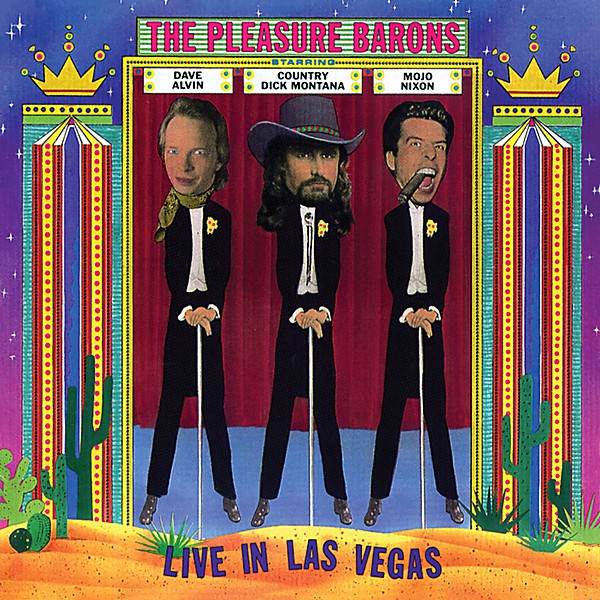 THE PLEASURE BARONS
STARRING
DAVE
ALVIN
COUNTRY
DICK MONTANA
MOJO
NIXON
LIVE IN LAS VEGAS